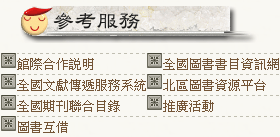 參考服務
館際合作說明
全國圖書書目資訊網
全國文獻傳遞服務系統
北區圖書資源平台
全國期刊聯合目錄
推廣活動
圖書互借